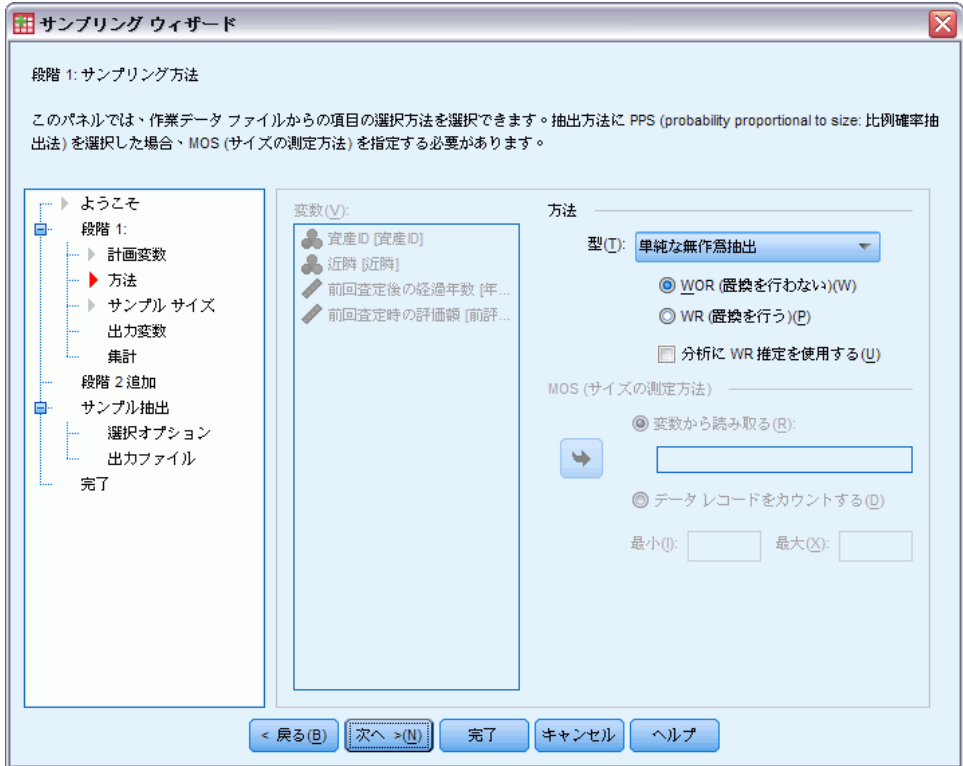 サンプリング ウィザード
段階 1: サンプリング方法
このパネルでは、作業データ ファイルからの項目の選択方法を選択できます。抽出方法に PPS (probability proportional to size: 比例確率抽
出法) を選択した場合、MOS (サイズの測定方法) を指定する必要があります。
ようこそ
段階 1:
計画変数
方法
サンプル サイズ
出力変数
集計
段階 2 追加
サンプル抽出
選択オプション
出力ファイル
完了
変数(V):
資産ID [資産ID]
近隣 [近隣]
前回査定後の経過年数 [年...
前回査定時の評価額 [前評...
方法
型(T): 単純な無作為抽出
WOR (置換を行わない)(W)
WR (置換を行う)(P)
分析に WR 推定を使用する(U)
MOS (サイズの測定方法)
変数から読み取る(R):
データ レコードをカウントする(D)
最小(I): 最大(X):
< 戻る(B) 次へ >(N) 完了 キャンセル ヘルプ